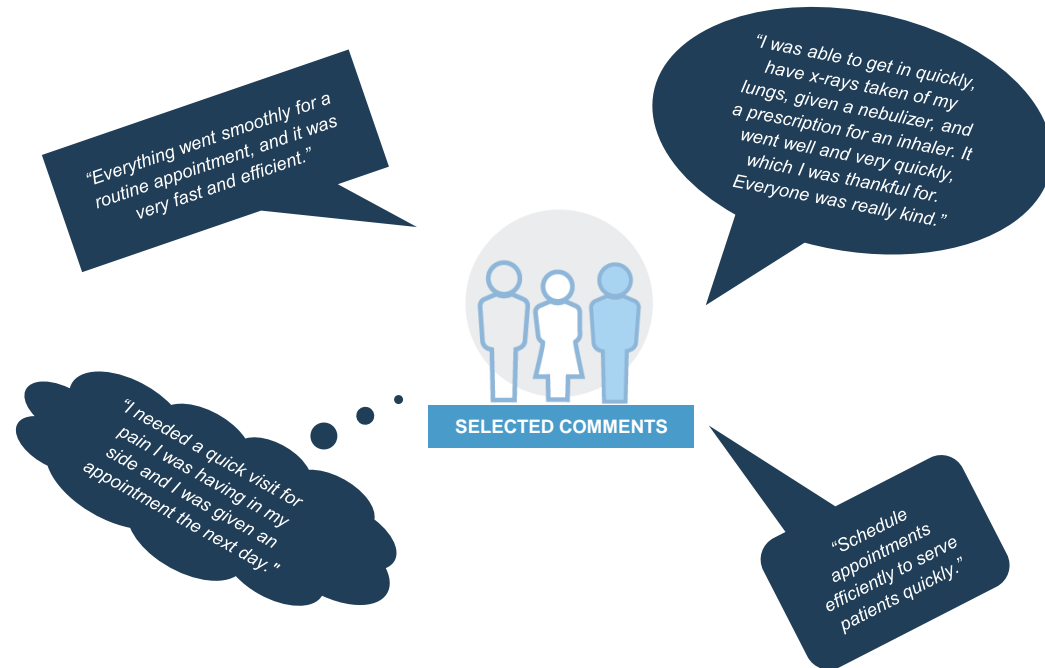 “Everything went smoothly for a
routine appointment, and it was
very fast and efficient.”
“I was able to get in quickly,
have x-rays taken of my
lungs, given a nebulizer, and
a prescription for an inhaler. It
went well and very quickly,
which I was thankful for.
Everyone was really kind.”
SELECTED COMMENTS
“I needed a quick visit for
pain I was having in my
side and I was given an
appointment the next day."
“Schedule
appointments
efficiently to serve
patients quickly.”